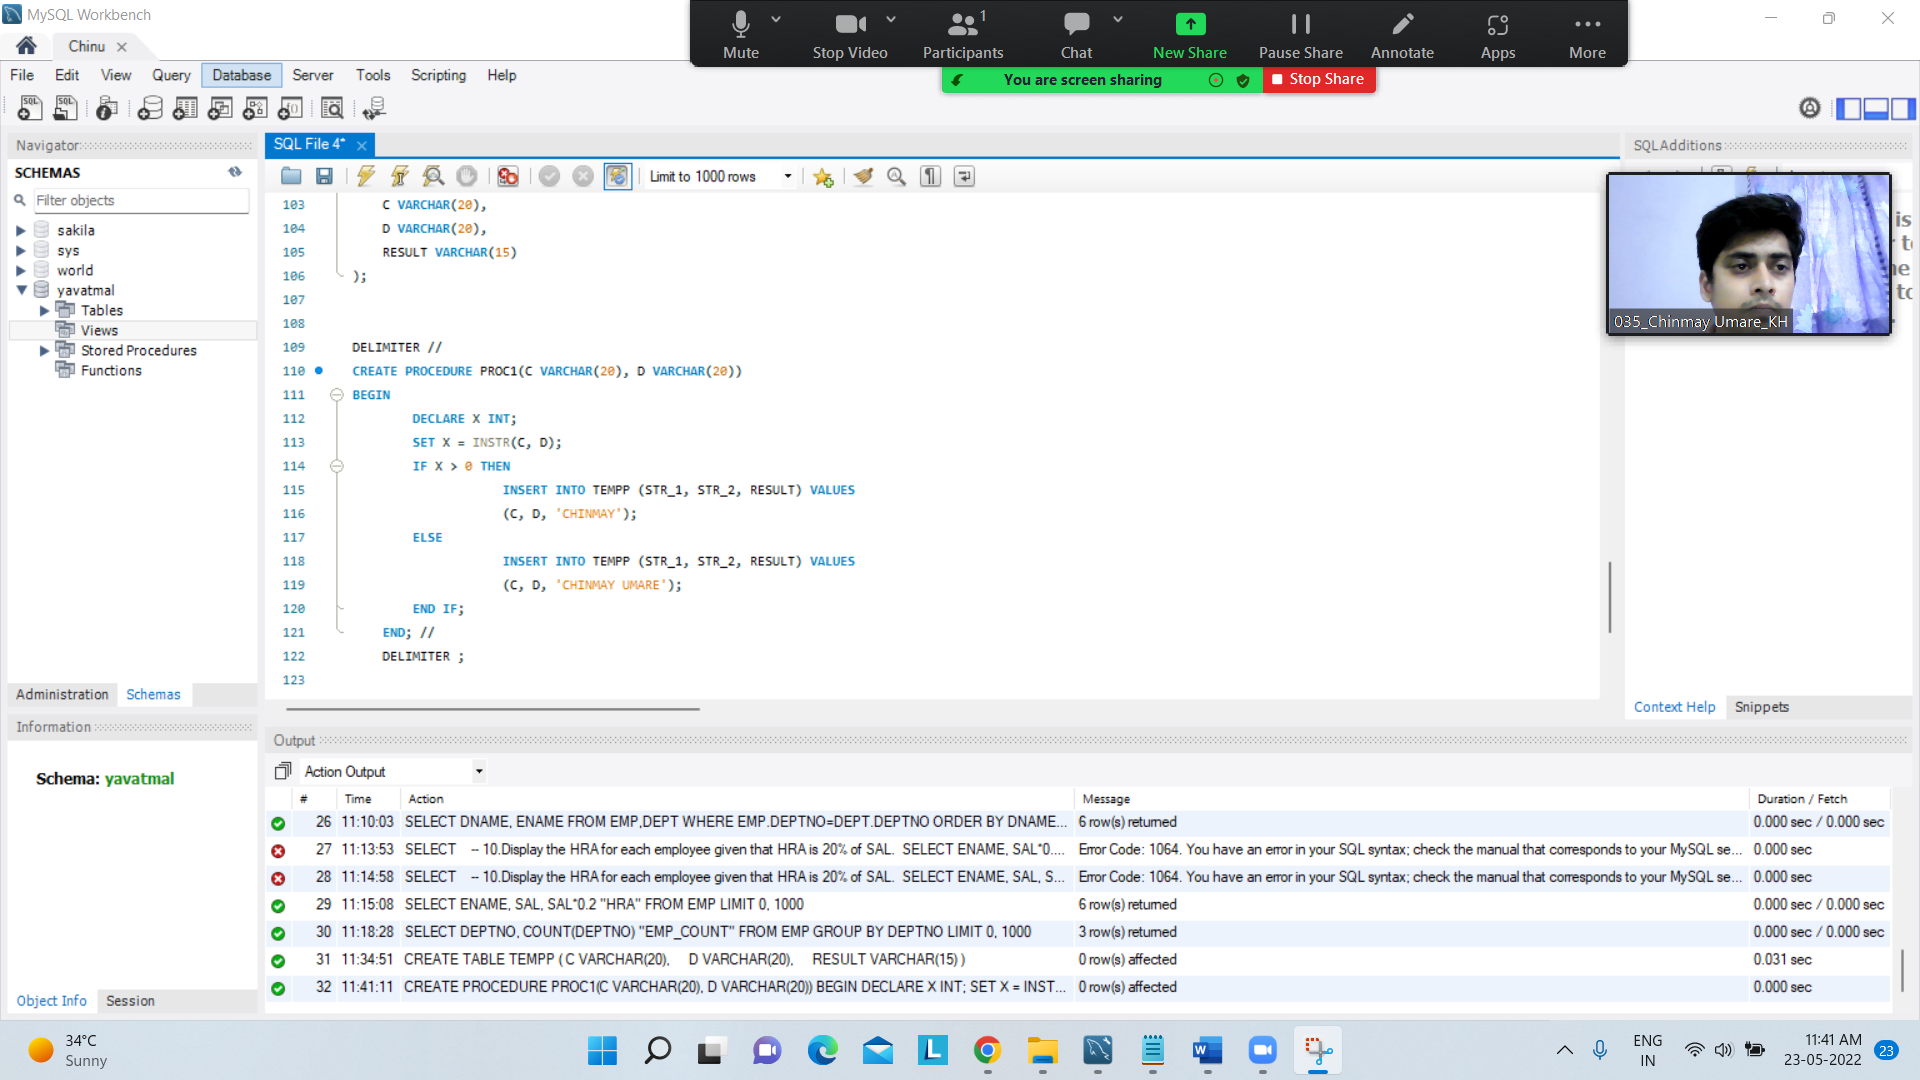 MySQL Workbench
Chinu
File Edit View Query Database Server Tools Scripting Help
Mute Stop Video Participants 1 Chat New Share Pause Share Annotate Apps More
You are screen sharing Stop Share
Navigator
SCHEMAS
Filter objects
sakila
sys
world
yavatmal
Tables
Views
Stored Procedures
Functions
Administration Schemas
Information
Schema: yavatmal
Object Info Session
SQL File 4*
Limit to 1000 rows
103 C VARCHAR(20),
104 D VARCHAR(20),
105 RESULT VARCHAR(15)
106 );
107
108
109 DELIMITER //
110 CREATE PROCEDURE PROC1(C VARCHAR(20), D VARCHAR(20))
111 BEGIN
112 DECLARE X INT;
113 SET X = INSTR(C, D);
114 IF X > 0 THEN
115 INSERT INTO TEMPP (STR_1, STR_2, RESULT) VALUES
116 (C, D, 'CHINMAY');
117 ELSE
118 INSERT INTO TEMPP (STR_1, STR_2, RESULT) VALUES
119 (C, D, 'CHINMAY UMARE');
120 END IF;
121 END; //
122 DELIMITER ;
123
SQLAdditions
035_Chinmay Umare_KH
Context Help Snippets
Output
Action Output
# Time Action Message Duration / Fetch
26 11:10:03 SELECT DNAME, ENAME FROM EMP,DEPT WHERE EMP.DEPTNO=DEPT.DEPTNO ORDER BY DNAME... 6 row(s) returned 0.000 sec / 0.000 sec
27 11:13:53 SELECT -- 10.Display the HRA for each employee given that HRA is 20% of SAL. SELECT ENAME, SAL*0.... Error Code: 1064. You have an error in your SQL syntax; check the manual that corresponds to your MySQL se... 0.000 sec
28 11:14:58 SELECT -- 10.Display the HRA for each employee given that HRA is 20% of SAL. SELECT ENAME, SAL, S... Error Code: 1064. You have an error in your SQL syntax; check the manual that corresponds to your MySQL se... 0.000 sec
29 11:15:08 SELECT ENAME, SAL, SAL*0.2 "HRA" FROM EMP LIMIT 0, 1000 6 row(s) returned 0.000 sec / 0.000 sec
30 11:18:28 SELECT DEPTNO, COUNT(DEPTNO) "EMP_COUNT" FROM EMP GROUP BY DEPTNO LIMIT 0, 1000 3 row(s) returned 0.000 sec / 0.000 sec
31 11:34:51 CREATE TABLE TEMPP ( C VARCHAR(20), D VARCHAR(20), RESULT VARCHAR(15) ) 0 row(s) affected 0.031 sec
32 11:41:11 CREATE PROCEDURE PROC1(C VARCHAR(20), D VARCHAR(20)) BEGIN DECLARE X INT; SET X = INST... 0 row(s) affected 0.000 sec
34°C
Sunny
ENG
IN
11:41 AM
23-05-2022
23